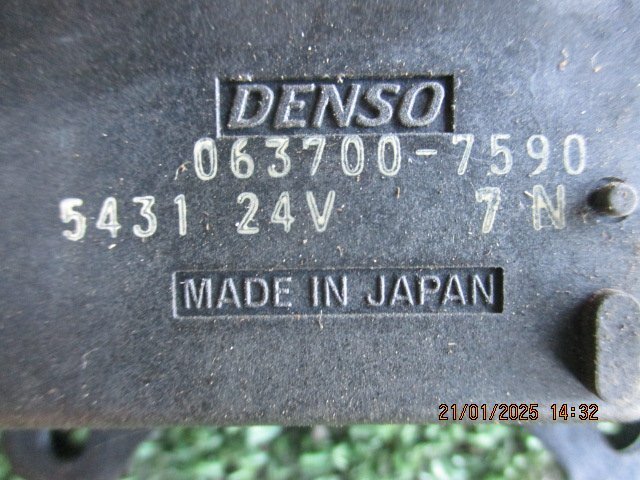 DENSO
063700-7590
5431 24V 7N
MADE IN JAPAN
21/01/2025 14:32